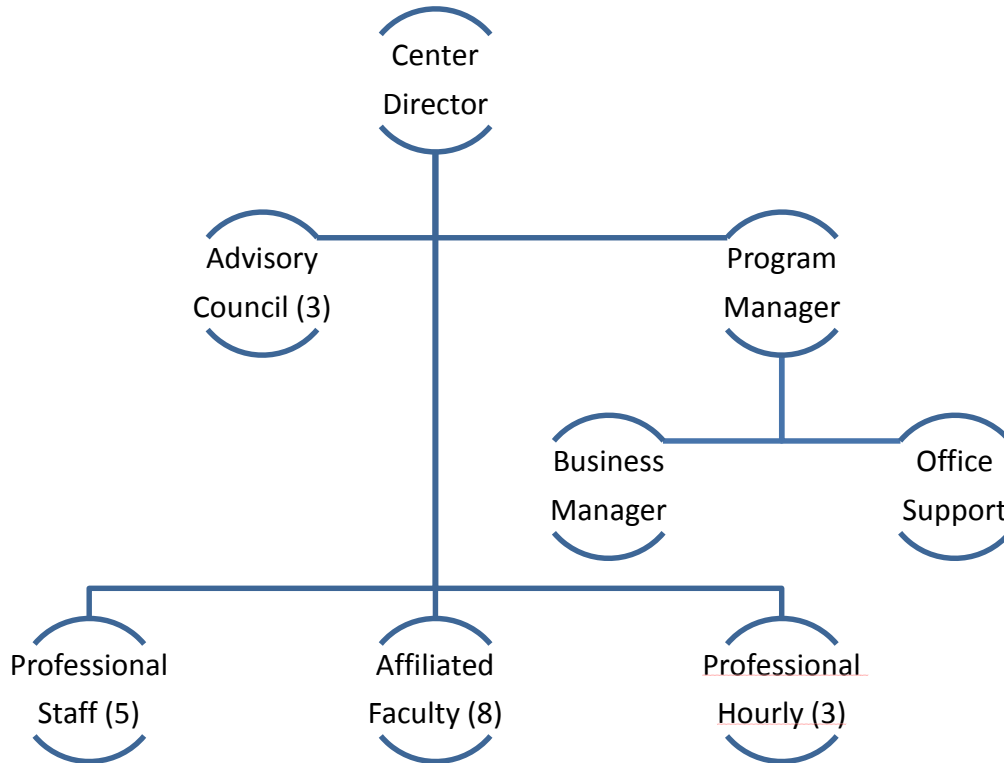 Center
Director
Advisory
Council (3)
Program
Manager
Business
Manager
Office
Support
Professional
Staff (5)
Affiliated
Faculty (8)
Professional
Hourly (3)